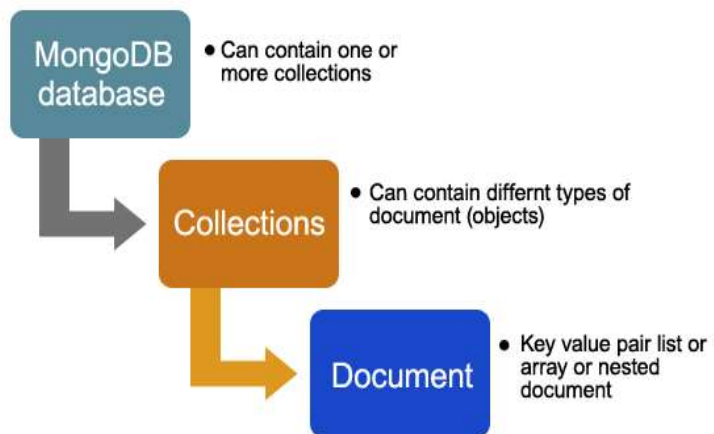 MongoDB
database
• Can contain one or
more collections
Collections
• Can contain differnt types of
document (objects)
Document
• Key value pair list or
array or nested
document